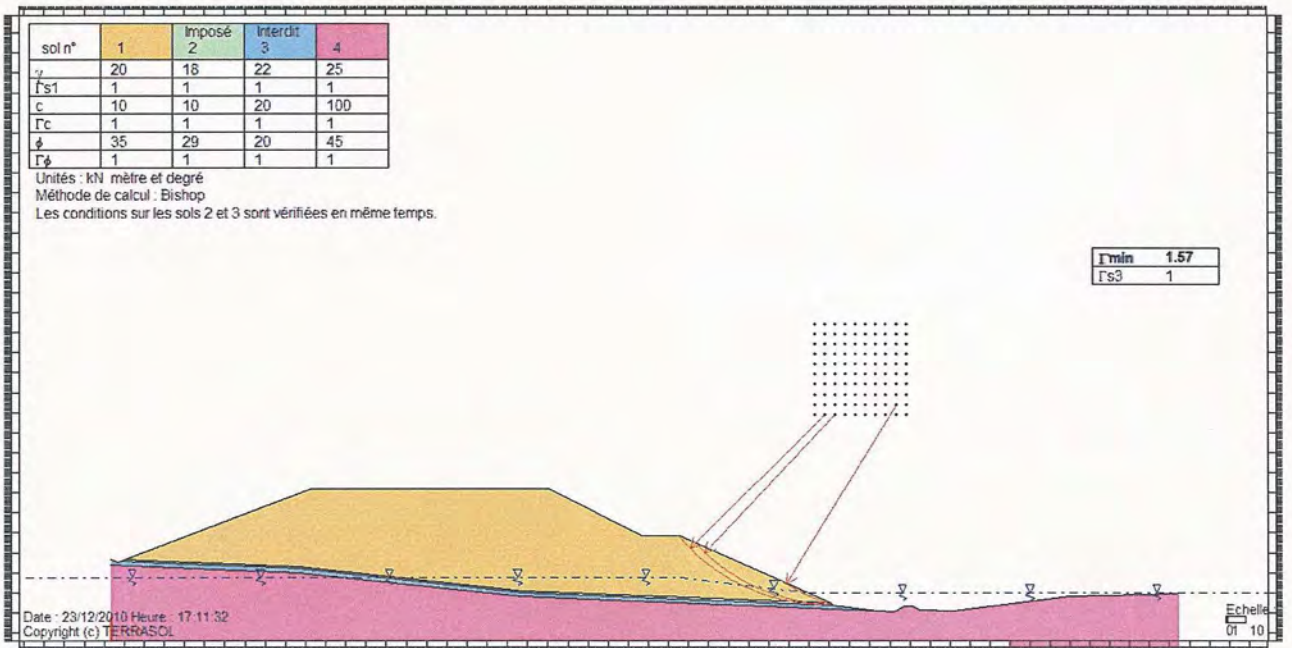 Imposé Interdit
sol n° 1 2 3 4
γ 20 18 22 25
Γs1 1 1 1 1
c 10 10 20 100
Γc 1 1 1 1
ϕ 35 29 20 45
Γϕ 1 1 1 1
Unités : kN mètre et degré
Méthode de calcul : Bishop
Les conditions sur les sols 2 et 3 sont vérifiées en même temps.
Γmin 1.57
Γs3 1
Date : 23/12/2010 Heure : 17:11:32
Copyright (c) TERRASOL
Echelle
01 10